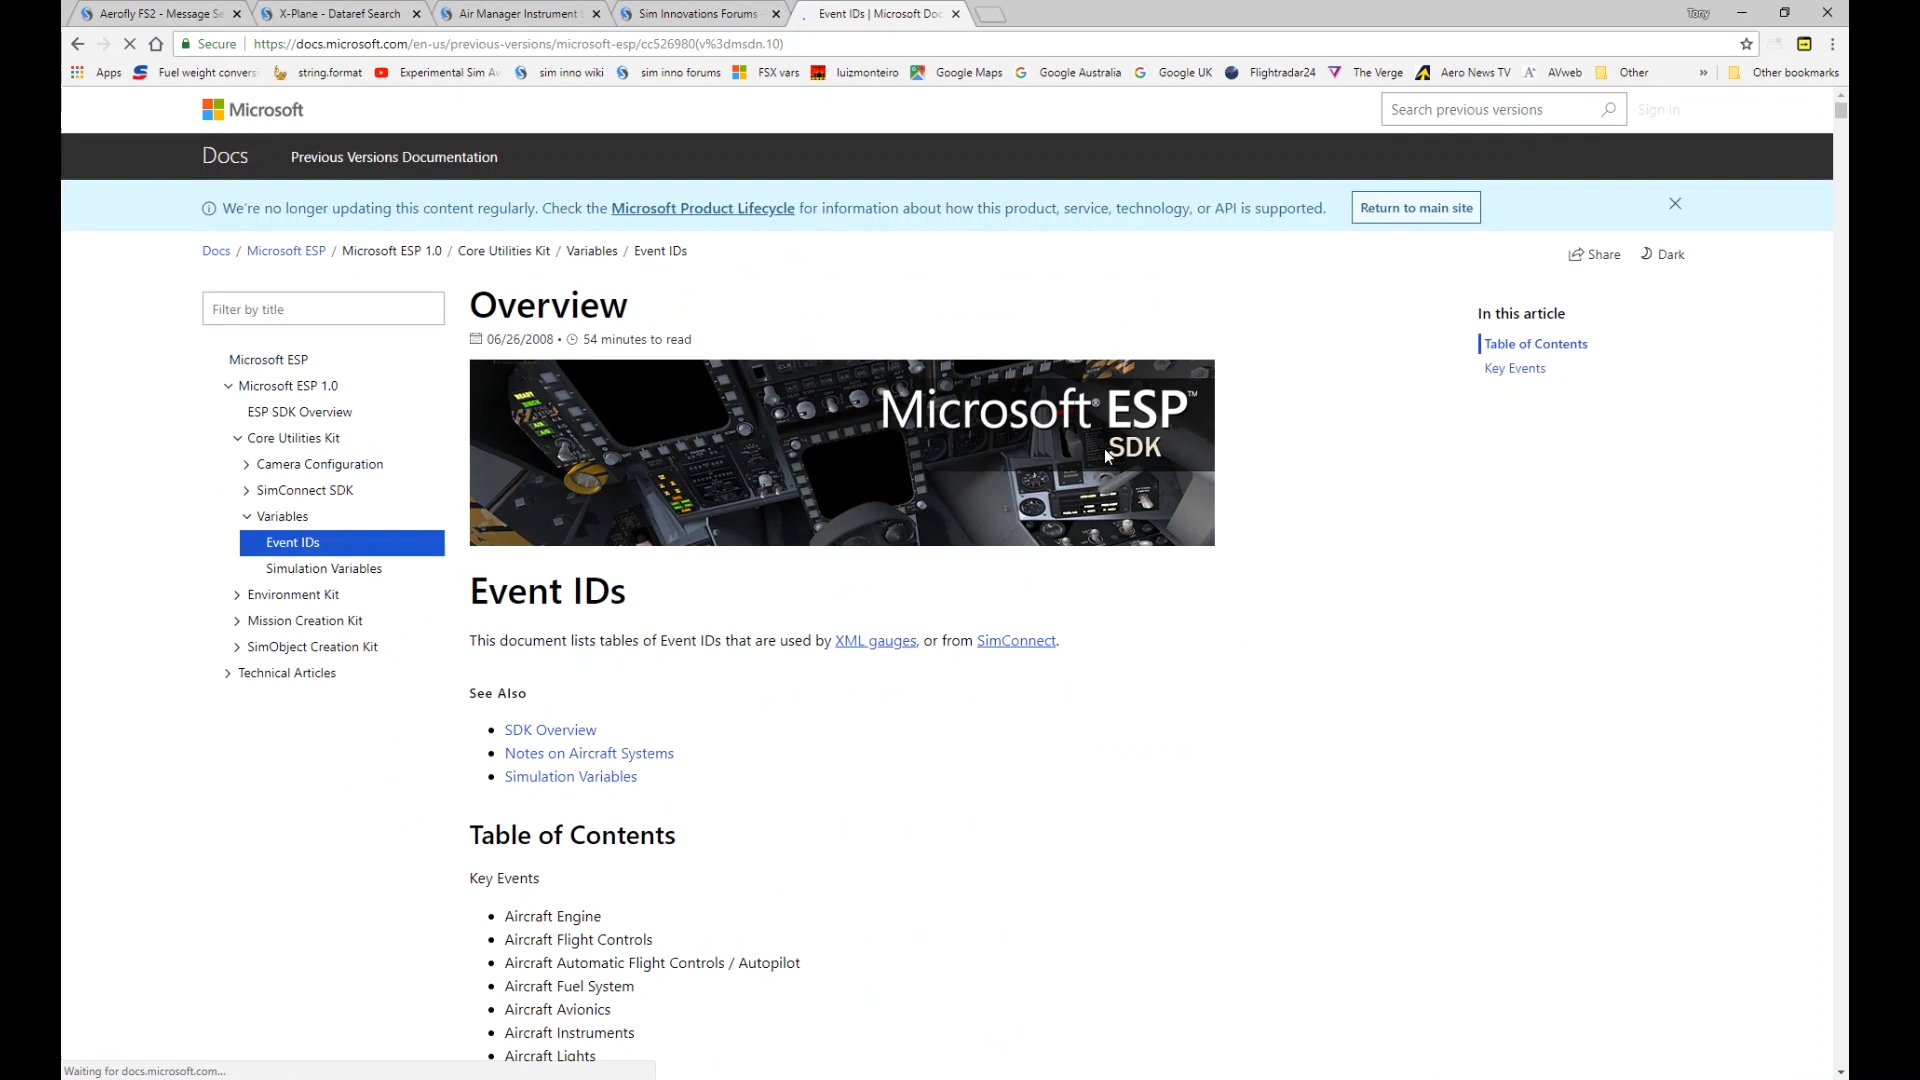 Aerofly FS2 - Message Se
X-Plane - Dataref Search
Air Manager Instrument
Sim Innovations Forums
Event IDs | Microsoft Doc
Tony
Secure
https://docs.microsoft.com/en-us/previous-versions/microsoft-esp/cc526980(v%3dmsdn.10)
Apps Fuel weight convers string.format Experimental Sim Av sim inno wiki sim inno forums FSX vars luizmonteiro Google Maps Google Australia Google UK Flightradar24 The Verge Aero News TV AVweb Other » Other bookmarks
Microsoft
Search previous versions
Sign in
Docs Previous Versions Documentation
We're no longer updating this content regularly. Check the Microsoft Product Lifecycle for information about how this product, service, technology, or API is supported.
Return to main site
Docs / Microsoft ESP / Microsoft ESP 1.0 / Core Utilities Kit / Variables / Event IDs
Share Dark
Filter by title
Microsoft ESP
Microsoft ESP 1.0
ESP SDK Overview
Core Utilities Kit
Camera Configuration
SimConnect SDK
Variables
Event IDs
Simulation Variables
Environment Kit
Mission Creation Kit
SimObject Creation Kit
Technical Articles
Overview
06/26/2008 • 54 minutes to read
Microsoft® ESP™
SDK
Event IDs
This document lists tables of Event IDs that are used by XML gauges, or from SimConnect.
See Also
• SDK Overview
• Notes on Aircraft Systems
• Simulation Variables
Table of Contents
Key Events
• Aircraft Engine
• Aircraft Flight Controls
• Aircraft Automatic Flight Controls / Autopilot
• Aircraft Fuel System
• Aircraft Avionics
• Aircraft Instruments
• Aircraft Lights
In this article
Table of Contents
Key Events
Waiting for docs.microsoft.com...